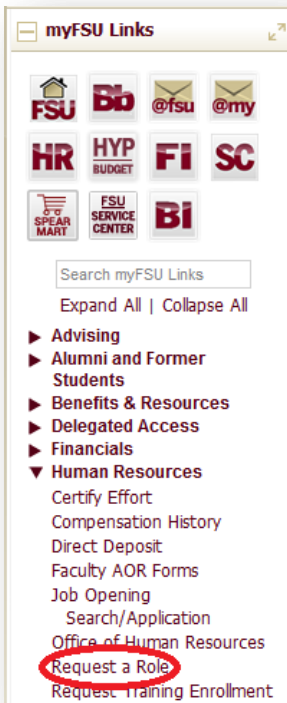 myFSU Links
FSU Bb @fsu @my
HR HYP BUDGET FI SC
SPEAR MART FSU SERVICE CENTER BI
Search myFSU Links
Expand All | Collapse All
Advising
Alumni and Former
Students
Benefits & Resources
Delegated Access
Financials
Human Resources
Certify Effort
Compensation History
Direct Deposit
Faculty AOR Forms
Job Opening
Search/Application
Office of Human Resources
Request a Role
Request Training Enrollment